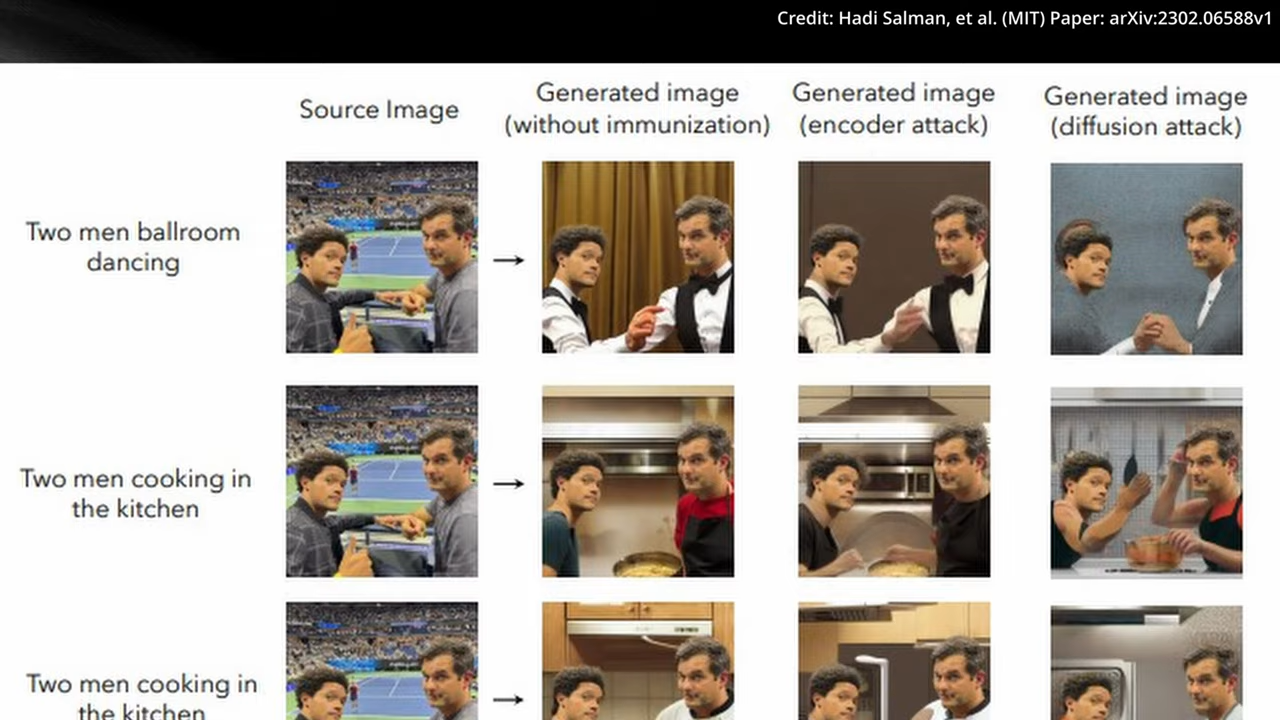 Credit: Hadi Salman, et al. (MIT) Paper: arXiv:2302.06588v1
Source Image
Generated image
(without immunization)
Generated image
(encoder attack)
Generated image
(diffusion attack)
Two men ballroom
dancing
Two men cooking in
the kitchen
Two men cooking in
the kitchen